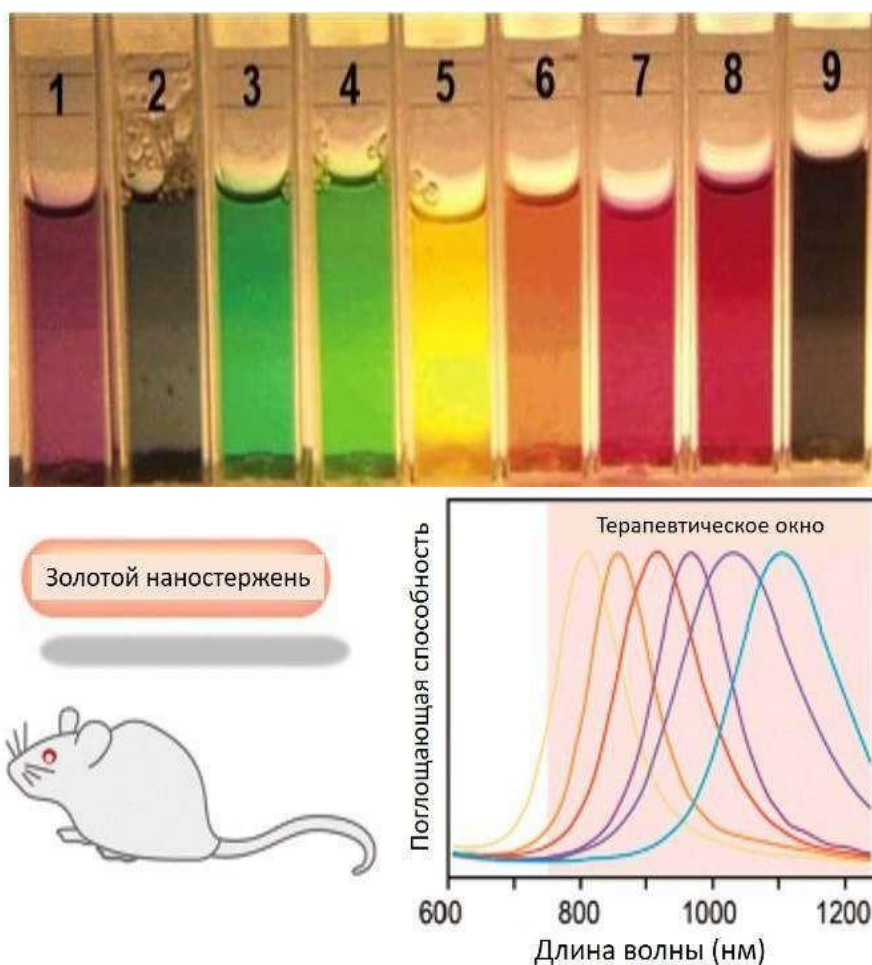 1 2 3 4 5 6 7 8 9
Золотой наностержень
Терапевтическое окно
Поглощающая способность
600 800 1000 1200
Длина волны (нм)